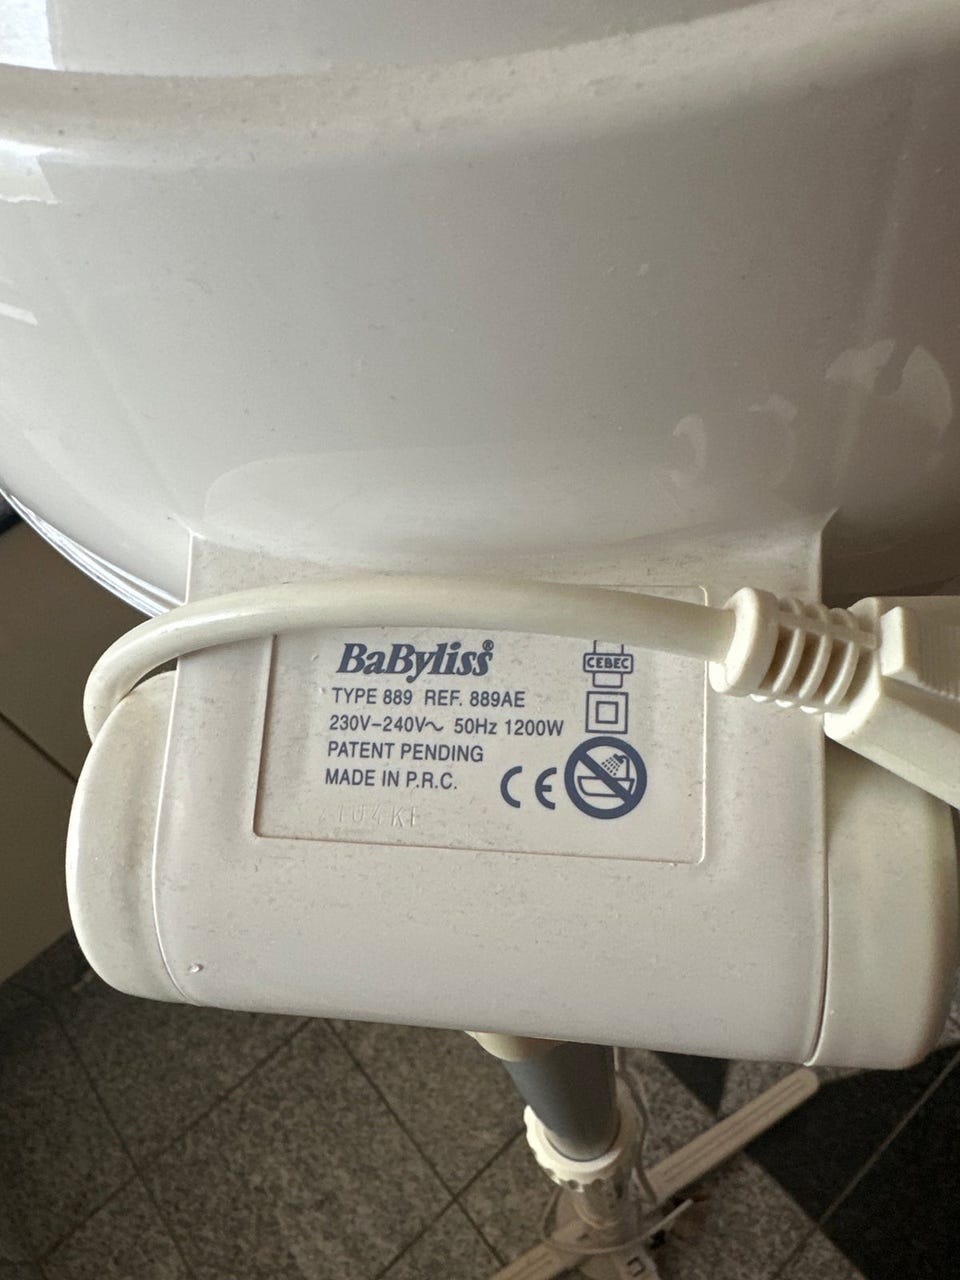 BaByliss®
CEBEC
TYPE 889 REF. 889AE
230V-240V~ 50Hz 1200W
PATENT PENDING
MADE IN P.R.C.
CE